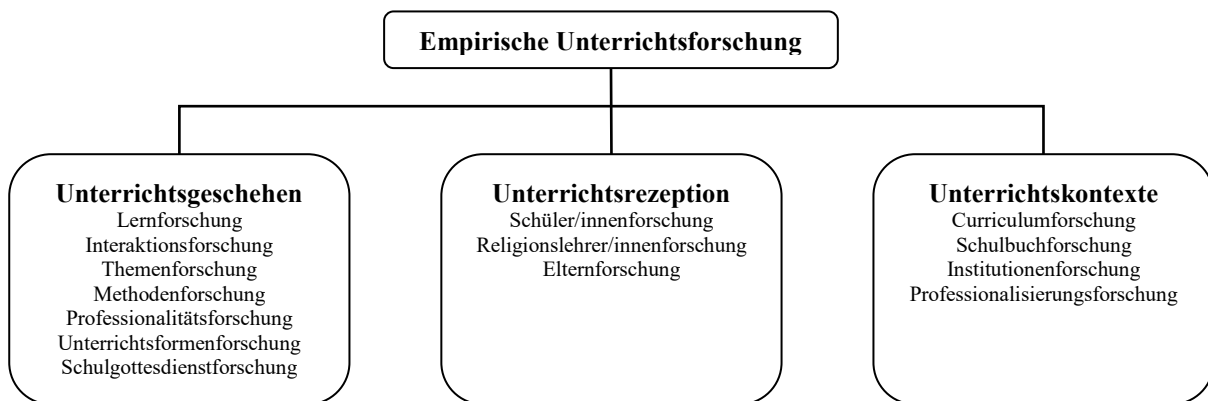 Empirische Unterrichtsforschung
Unterrichtsgeschehen
Lernforschung
Interaktionsforschung
Themenforschung
Methodenforschung
Professionalitätsforschung
Unterrichtsformenforschung
Schulgottesdienstforschung
Unterrichtsrezeption
Schüler/innenforschung
Religionslehrer/innenforschung
Elternforschung
Unterrichtskontexte
Curriculumforschung
Schulbuchforschung
Institutionenforschung
Professionalisierungsforschung